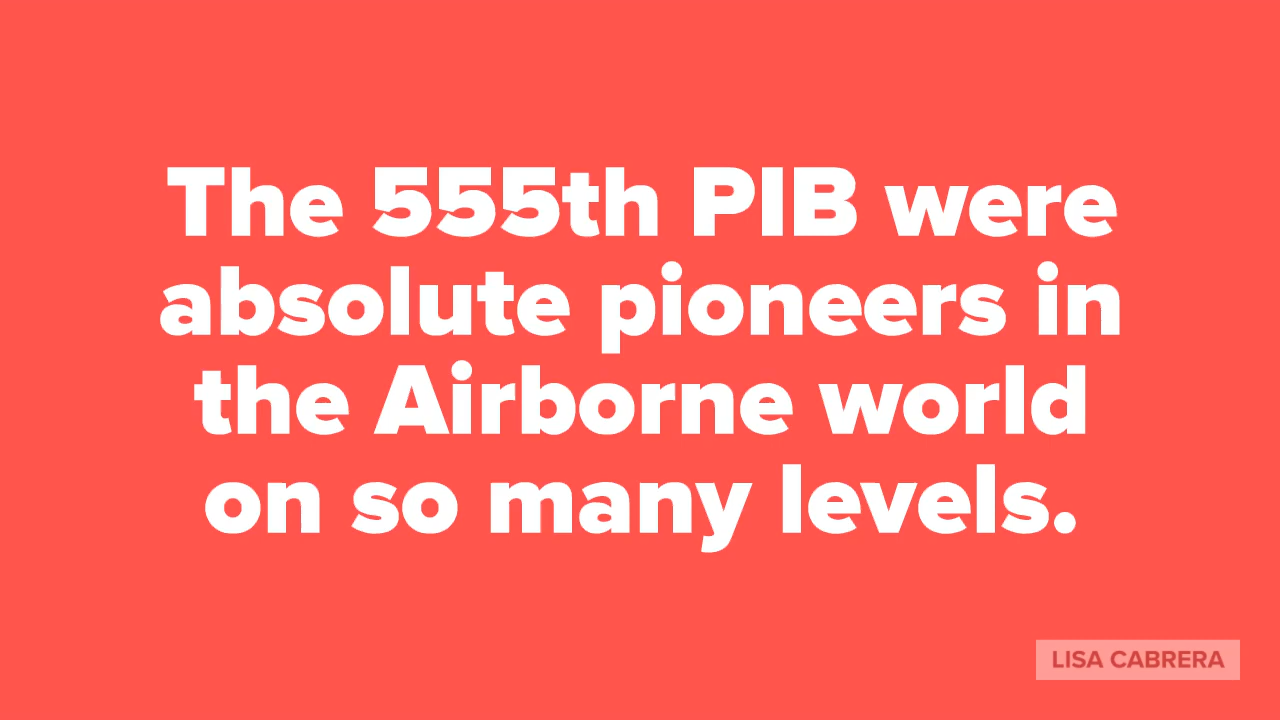 The 555th PIB were
absolute pioneers in
the Airborne world
on so many levels.
LISA CABRERA